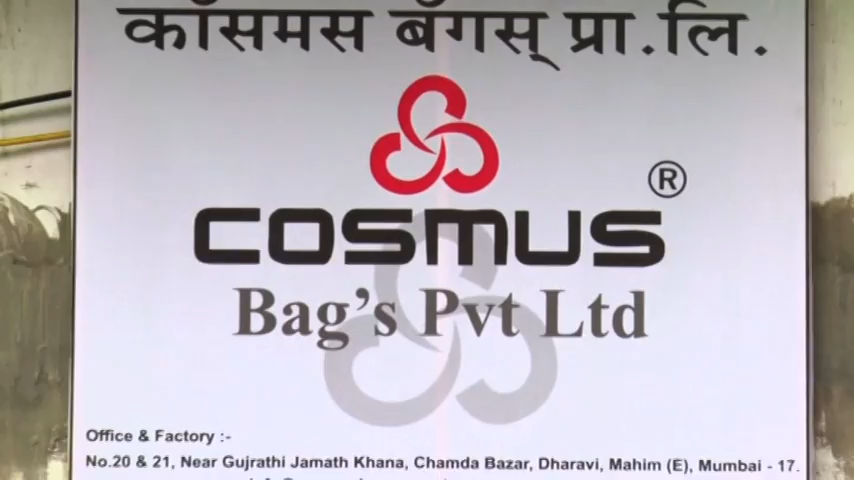 कॉसमस बॅगस् प्रा.लि.
®
COSMUS
Bag's Pvt Ltd
Office & Factory :-
No.20 & 21, Near Gujrathi Jamath Khana, Chamda Bazar, Dharavi, Mahim (E), Mumbai - 17.